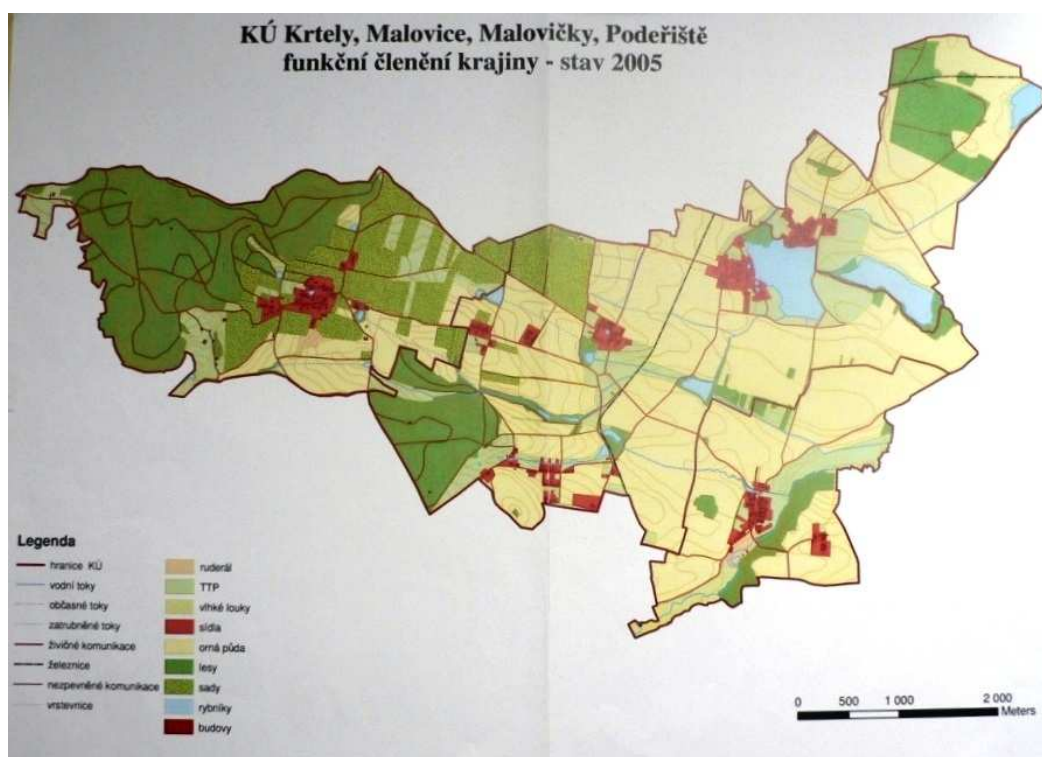 KÚ Krtely, Malovice, Malovičky, Podeřiště
funkční členění krajiny - stav 2005
Legenda
hranice KÚ
vodní toky
občasné toky
zatrubněné toky
živičné komunikace
železnice
nezpevněné komunikace
vrstevnice
ruderál
TTP
vlhké louky
sídla
orná půda
lesy
sady
rybníky
budovy
0 500 1 000 2 000
Meters